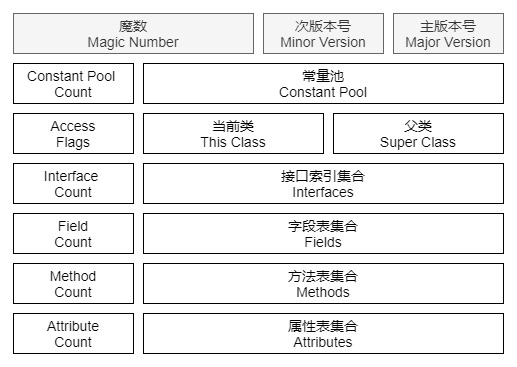 魔数
Magic Number
次版本号
Minor Version
主版本号
Major Version
Constant Pool
Count
常量池
Constant Pool
Access
Flags
当前类
This Class
父类
Super Class
Interface
Count
接口索引集合
Interfaces
Field
Count
字段表集合
Fields
Method
Count
方法表集合
Methods
Attribute
Count
属性表集合
Attributes